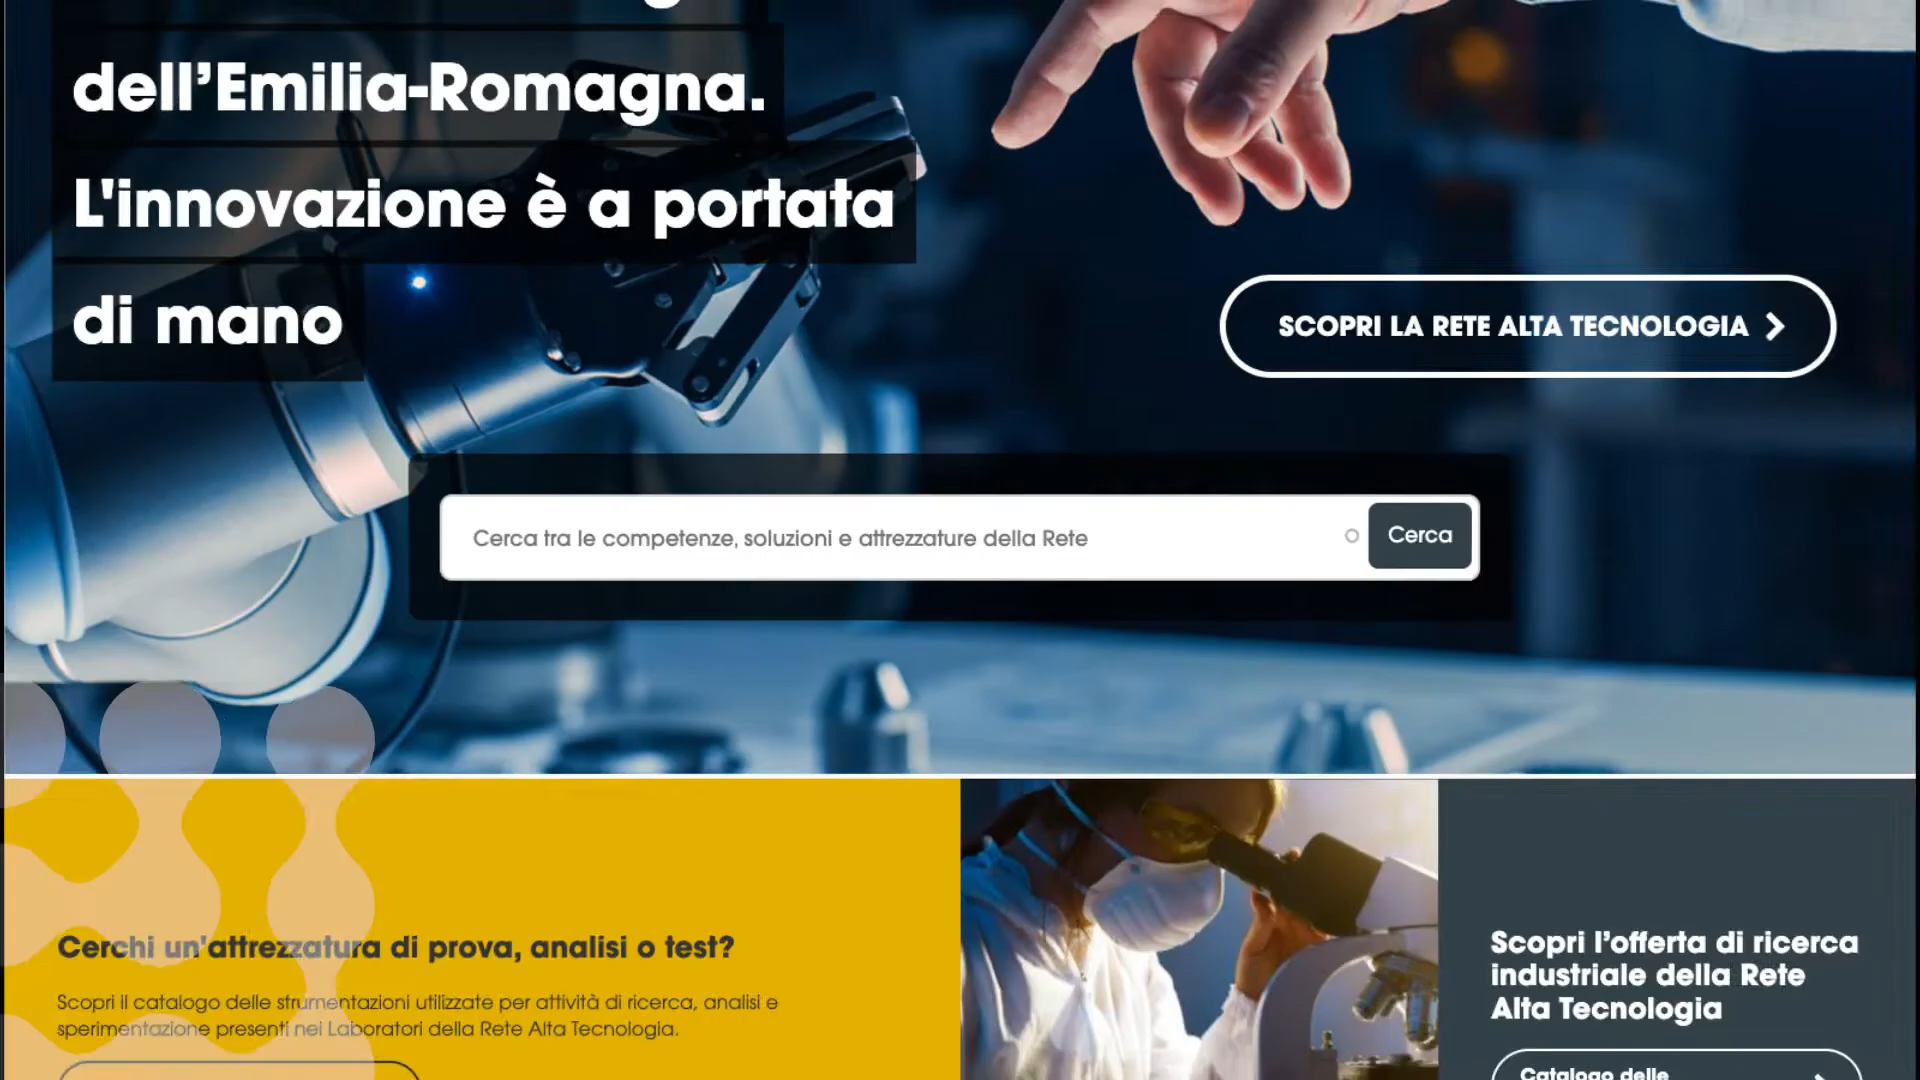 dell’Emilia-Romagna.
L'innovazione è a portata
di mano
SCOPRI LA RETE ALTA TECNOLOGIA
Cerca tra le competenze, soluzioni e attrezzature della Rete
Cerca
Cerchi un'attrezzatura di prova, analisi o test?
Scopri il catalogo delle strumentazioni utilizzate per attività di ricerca, analisi e
sperimentazione presenti nei Laboratori della Rete Alta Tecnologia.
Scopri l’offerta di ricerca
industriale della Rete
Alta Tecnologia
Catalogo delle